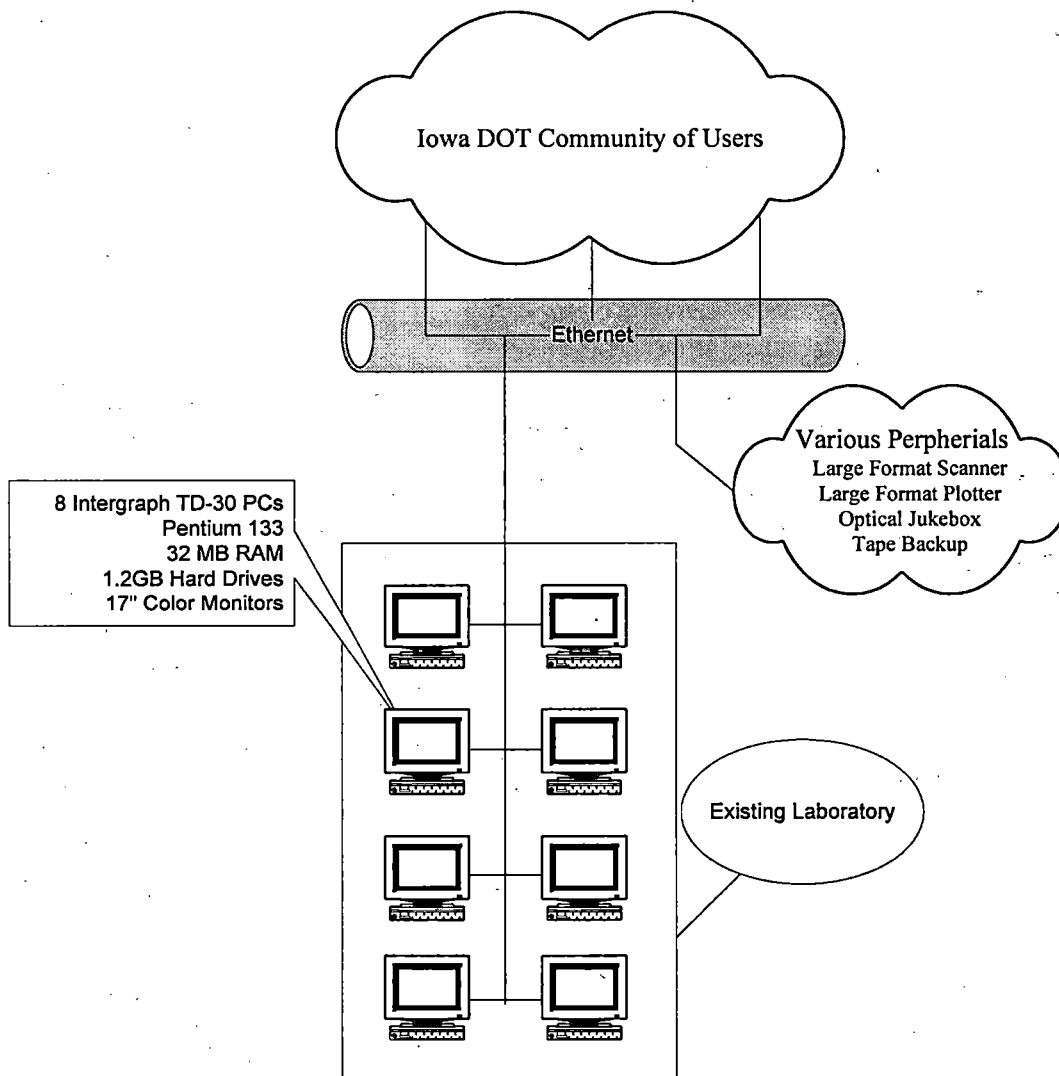 Iowa DOT Community of Users
Ethernet
Various Perpherials
Large Format Scanner
Large Format Plotter
Optical Jukebox
Tape Backup
8 Intergraph TD-30 PCs
Pentium 133
32 MB RAM
1.2GB Hard Drives
17" Color Monitors
Existing Laboratory